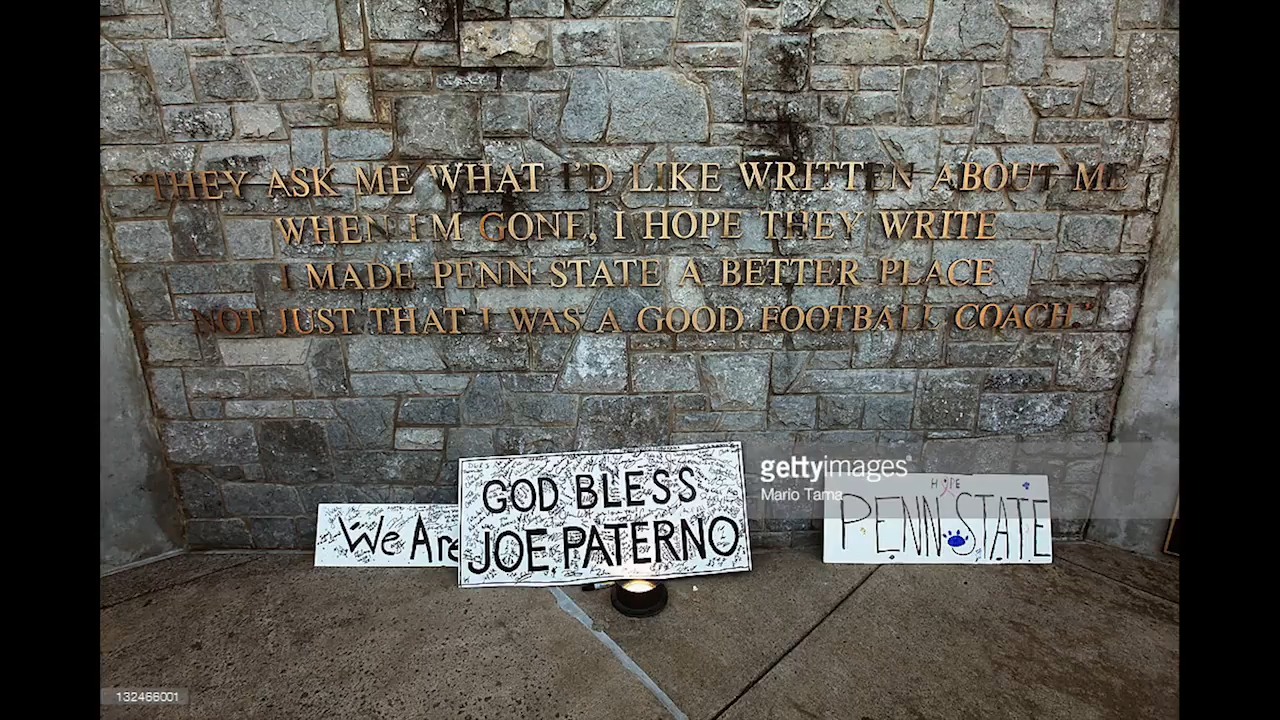 "THEY ASK ME WHAT I'D LIKE WRITTEN ABOUT ME
WHEN I'M GONE, I HOPE THEY WRITE
I MADE PENN STATE A BETTER PLACE
NOT JUST THAT I WAS A GOOD FOOTBALL COACH."
gettyimages®
Mario Tama
We Are
GOD BLESS
JOE PATERNO
HOPE
PENN STATE
132466001